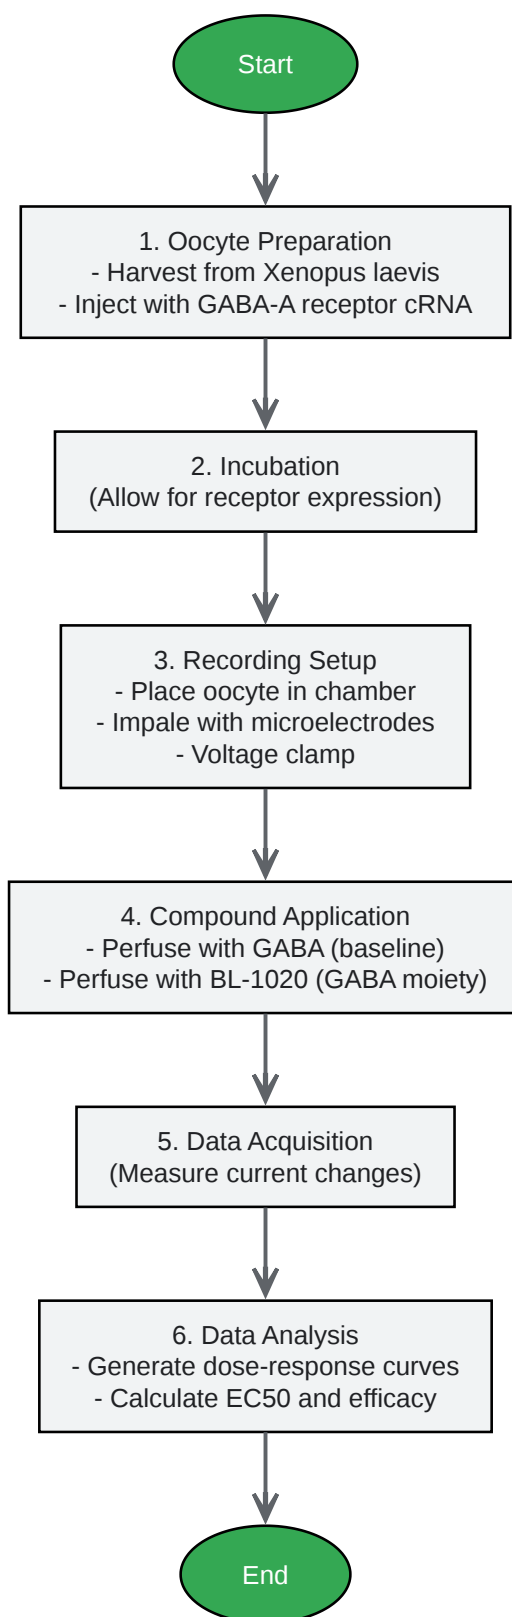 Start
1. Oocyte Preparation
- Harvest from Xenopus laevis
- Inject with GABA-A receptor cRNA
2. Incubation
(Allow for receptor expression)
3. Recording Setup
- Place oocyte in chamber
- Impale with microelectrodes
- Voltage clamp
4. Compound Application
- Perfuse with GABA (baseline)
- Perfuse with BL-1020 (GABA moiety)
5. Data Acquisition
(Measure current changes)
6. Data Analysis
- Generate dose-response curves
- Calculate EC50 and efficacy
End